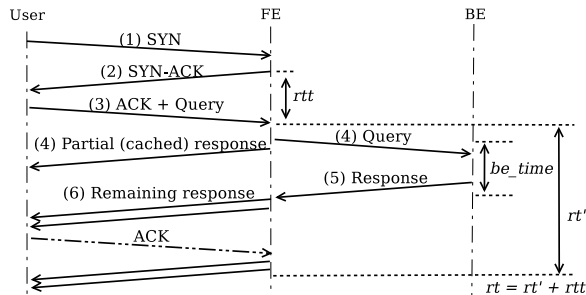 User FE BE
(1) SYN
(2) SYN-ACK
rtt
(3) ACK + Query
(4) Partial (cached) response
(4) Query
be_time
(5) Response
(6) Remaining response
rt'
ACK
rt = rt' + rtt